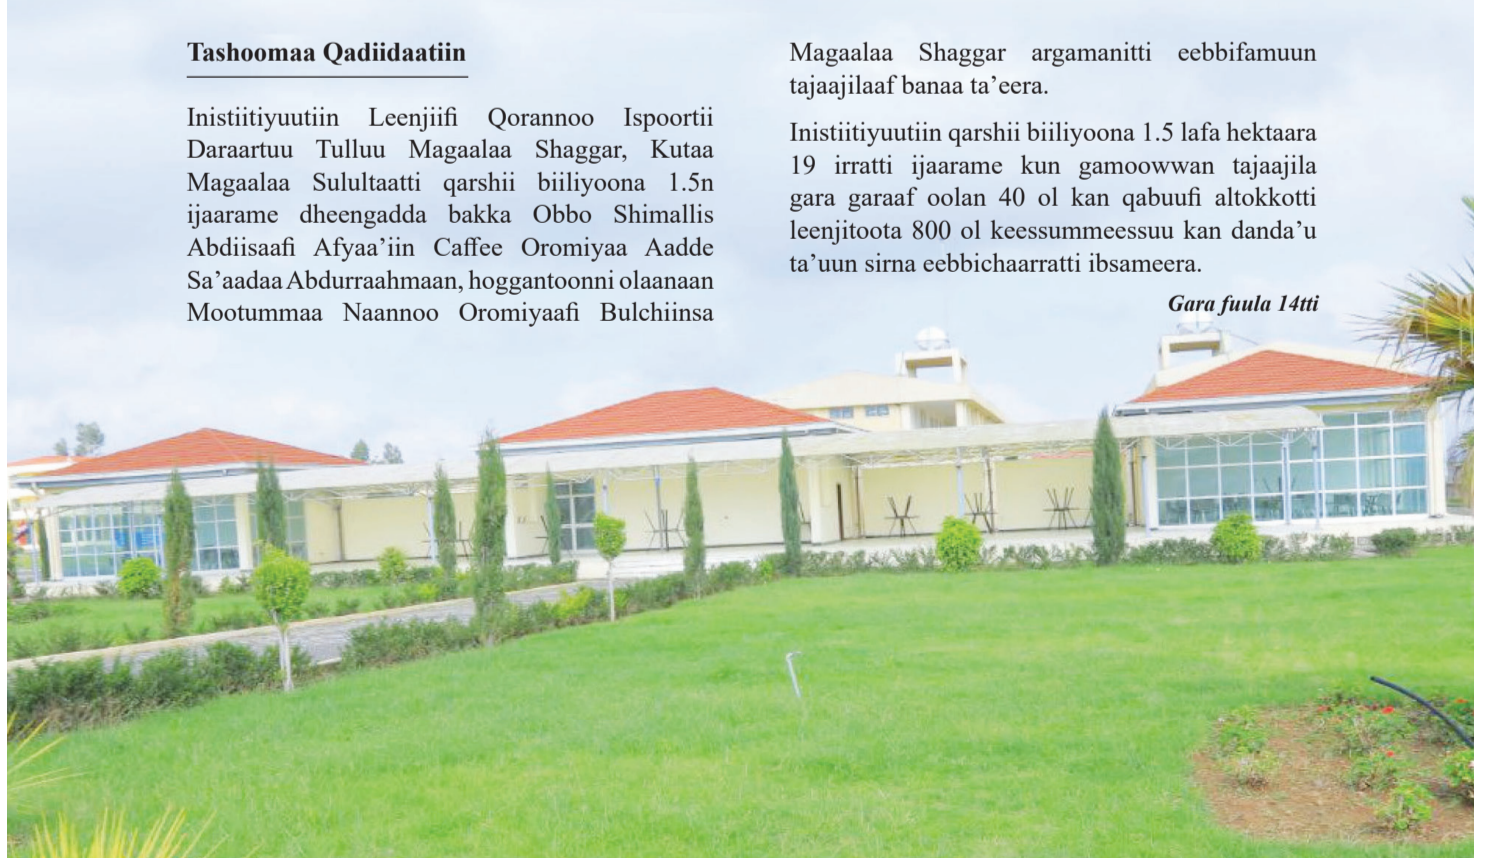 Tashoomaa Qadiidaatiin
Inistiitiyuutiin Leenjiifi Qorannoo Ispoortii
Daraartuu Tulluu Magaalaa Shaggar, Kutaa
Magaalaa Sulultaatti qarshii biiliyoona 1.5n
ijaarame dheengadda bakka Obbo Shimallis
Abdiisaafi Afyaa’iin Caffee Oromiyaa Aadde
Sa’aadaa Abdurraahmaan, hoggantoonni olaanaan
Mootummaa Naannoo Oromiyaafi Bulchiinsa
Magaalaa Shaggar argamanitti eebbifamuun
tajaajilaaf banaa ta’eera.
Inistiitiyuutiin qarshii biiliyoona 1.5 lafa hektaara
19 irratti ijaarame kun gamoowwan tajaajila
gara garaaf oolan 40 ol kan qabuufi altokkotti
leenjitoota 800 ol keessummeessuu kan danda’u
ta’uun sirna eebbichaarratti ibsameera.
Gara fuula 14tti